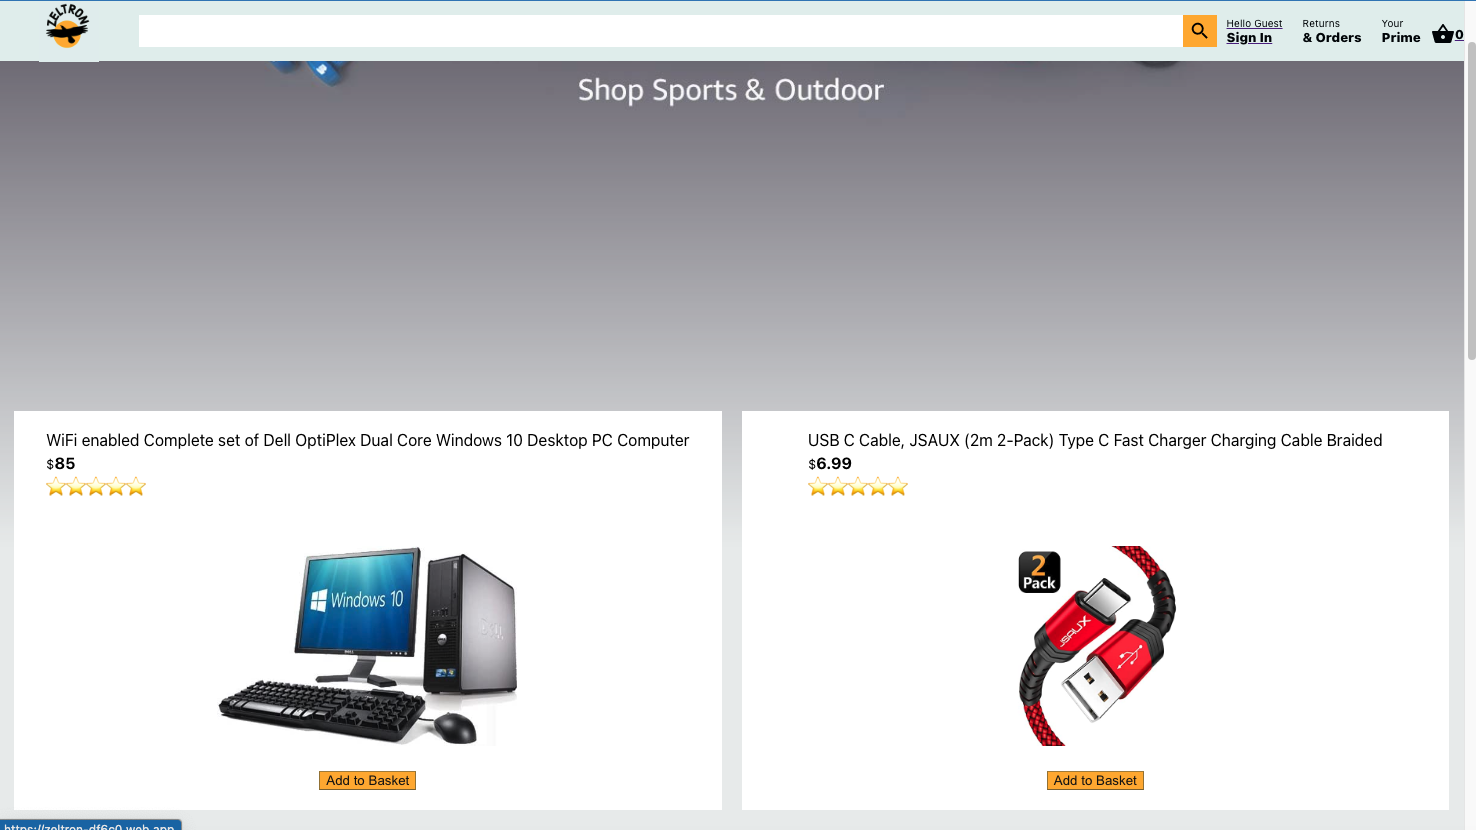 ZELTRON
Hello Guest
Sign In
Returns
& Orders
Your
Prime
0
Shop Sports & Outdoor
WiFi enabled Complete set of Dell OptiPlex Dual Core Windows 10 Desktop PC Computer
$85
USB C Cable, JSAUX (2m 2-Pack) Type C Fast Charger Charging Cable Braided
$6.99
Windows 10
DELL
2
Pack
JSAUX
Add to Basket
Add to Basket
https://zeltron-df6c0.web.app